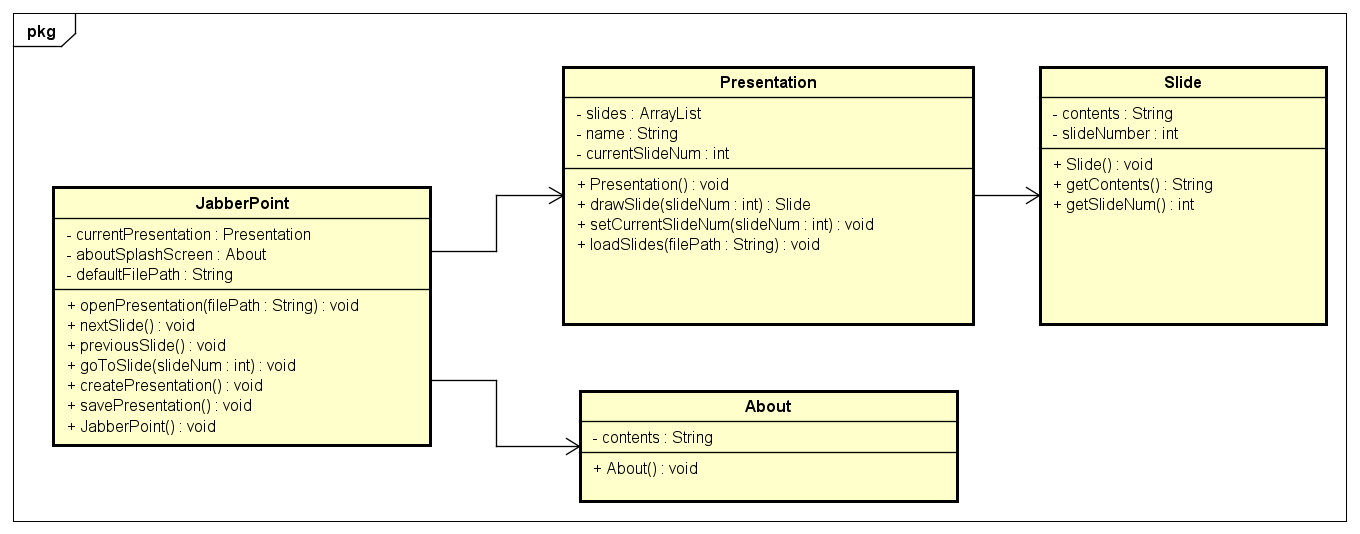 pkg
JabberPoint
- currentPresentation : Presentation
- aboutSplashScreen : About
- defaultFilePath : String
+ openPresentation(filePath : String) : void
+ nextSlide() : void
+ previousSlide() : void
+ goToSlide(slideNum : int) : void
+ createPresentation() : void
+ savePresentation() : void
+ JabberPoint() : void
Presentation
- slides : ArrayList
- name : String
- currentSlideNum : int
+ Presentation() : void
+ drawSlide(slideNum : int) : Slide
+ setCurrentSlideNum(slideNum : int) : void
+ loadSlides(filePath : String) : void
Slide
- contents : String
- slideNumber : int
+ Slide() : void
+ getContents() : String
+ getSlideNum() : int
About
- contents : String
+ About() : void